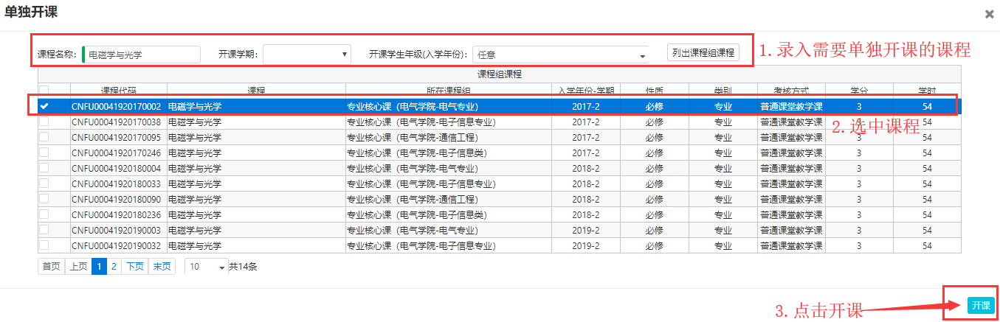 单独开课
×
课程名称： 电磁学与光学 开课学期： 开课学生年级(入学年份)： 任意 列出课程组课程
1.录入需要单独开课的课程
课程组课程
课程代码 课程 所在课程组 入学年份-学期 性质 类别 考核方式 学分 学时
CNFU00041920170002 电磁学与光学 专业核心课（电气学院-电气专业） 2017-2 必修 专业 普通课堂教学课 3 54
CNFU00041920170038 电磁学与光学 专业核心课（电气学院-电子信息专业） 2017-2 必修 专业 普通课堂教学课 3 54
2.选中课程
CNFU00041920170095 电磁学与光学 专业核心课（电气学院-通信工程） 2017-2 必修 专业 普通课堂教学课 3 54
CNFU00041920170246 电磁学与光学 专业核心课（电气学院-电子信息类） 2017-2 必修 专业 普通课堂教学课 3 54
CNFU00041920180004 电磁学与光学 专业核心课（电气学院-电气专业） 2018-2 必修 专业 普通课堂教学课 3 54
CNFU00041920180033 电磁学与光学 专业核心课（电气学院-电子信息专业） 2018-2 必修 专业 普通课堂教学课 3 54
CNFU00041920180090 电磁学与光学 专业核心课（电气学院-通信工程） 2018-2 必修 专业 普通课堂教学课 3 54
CNFU00041920180236 电磁学与光学 专业核心课（电气学院-电子信息类） 2018-2 必修 专业 普通课堂教学课 3 54
CNFU00041920190003 电磁学与光学 专业核心课（电气学院-电气专业） 2019-2 必修 专业 普通课堂教学课 3 54
CNFU00041920190032 电磁学与光学 专业核心课（电气学院-电子信息专业） 2019-2 必修 专业 普通课堂教学课 3 54
首页 上页 1 2 下页 末页 10 共14条
3.点击开课 开课